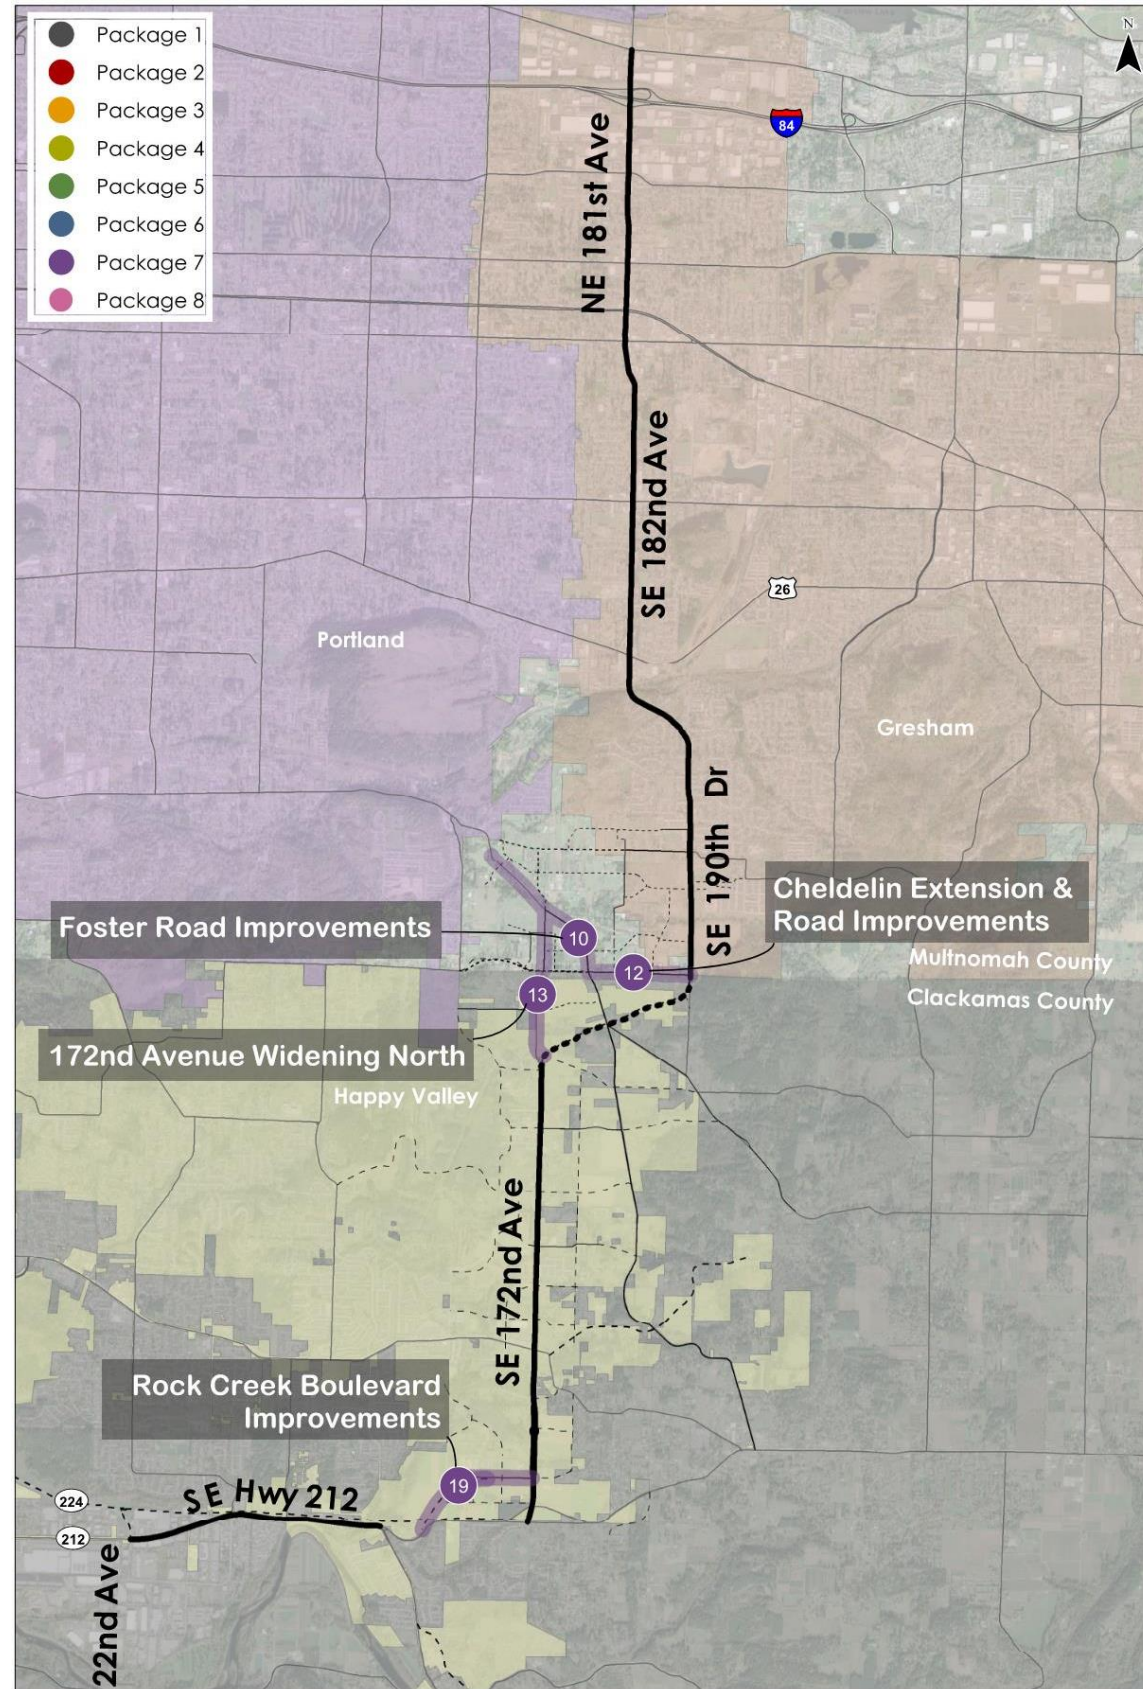 Package 1
Package 2
Package 3
Package 4
Package 5
Package 6
Package 7
Package 8
N
84
NE 181st Ave
SE 182nd Ave
26
Portland
Gresham
SE 190th Dr
Cheldelin Extension &
Road Improvements
Foster Road Improvements
10
12
Multnomah County
13
Clackamas County
172nd Avenue Widening North
Happy Valley
SE 172nd Ave
Rock Creek Boulevard
Improvements
19
224
SE Hwy 212
212
22nd Ave